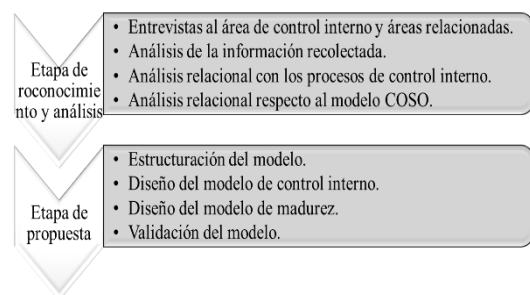 Etapa de
roconocimie
nto y análisis
• Entrevistas al área de control interno y áreas relacionadas.
• Análisis de la información recolectada.
• Análisis relacional con los procesos de control interno.
• Análisis relacional respecto al modelo COSO.
Etapa de
propuesta
• Estructuración del modelo.
• Diseño del modelo de control interno.
• Diseño del modelo de madurez.
• Validación del modelo.